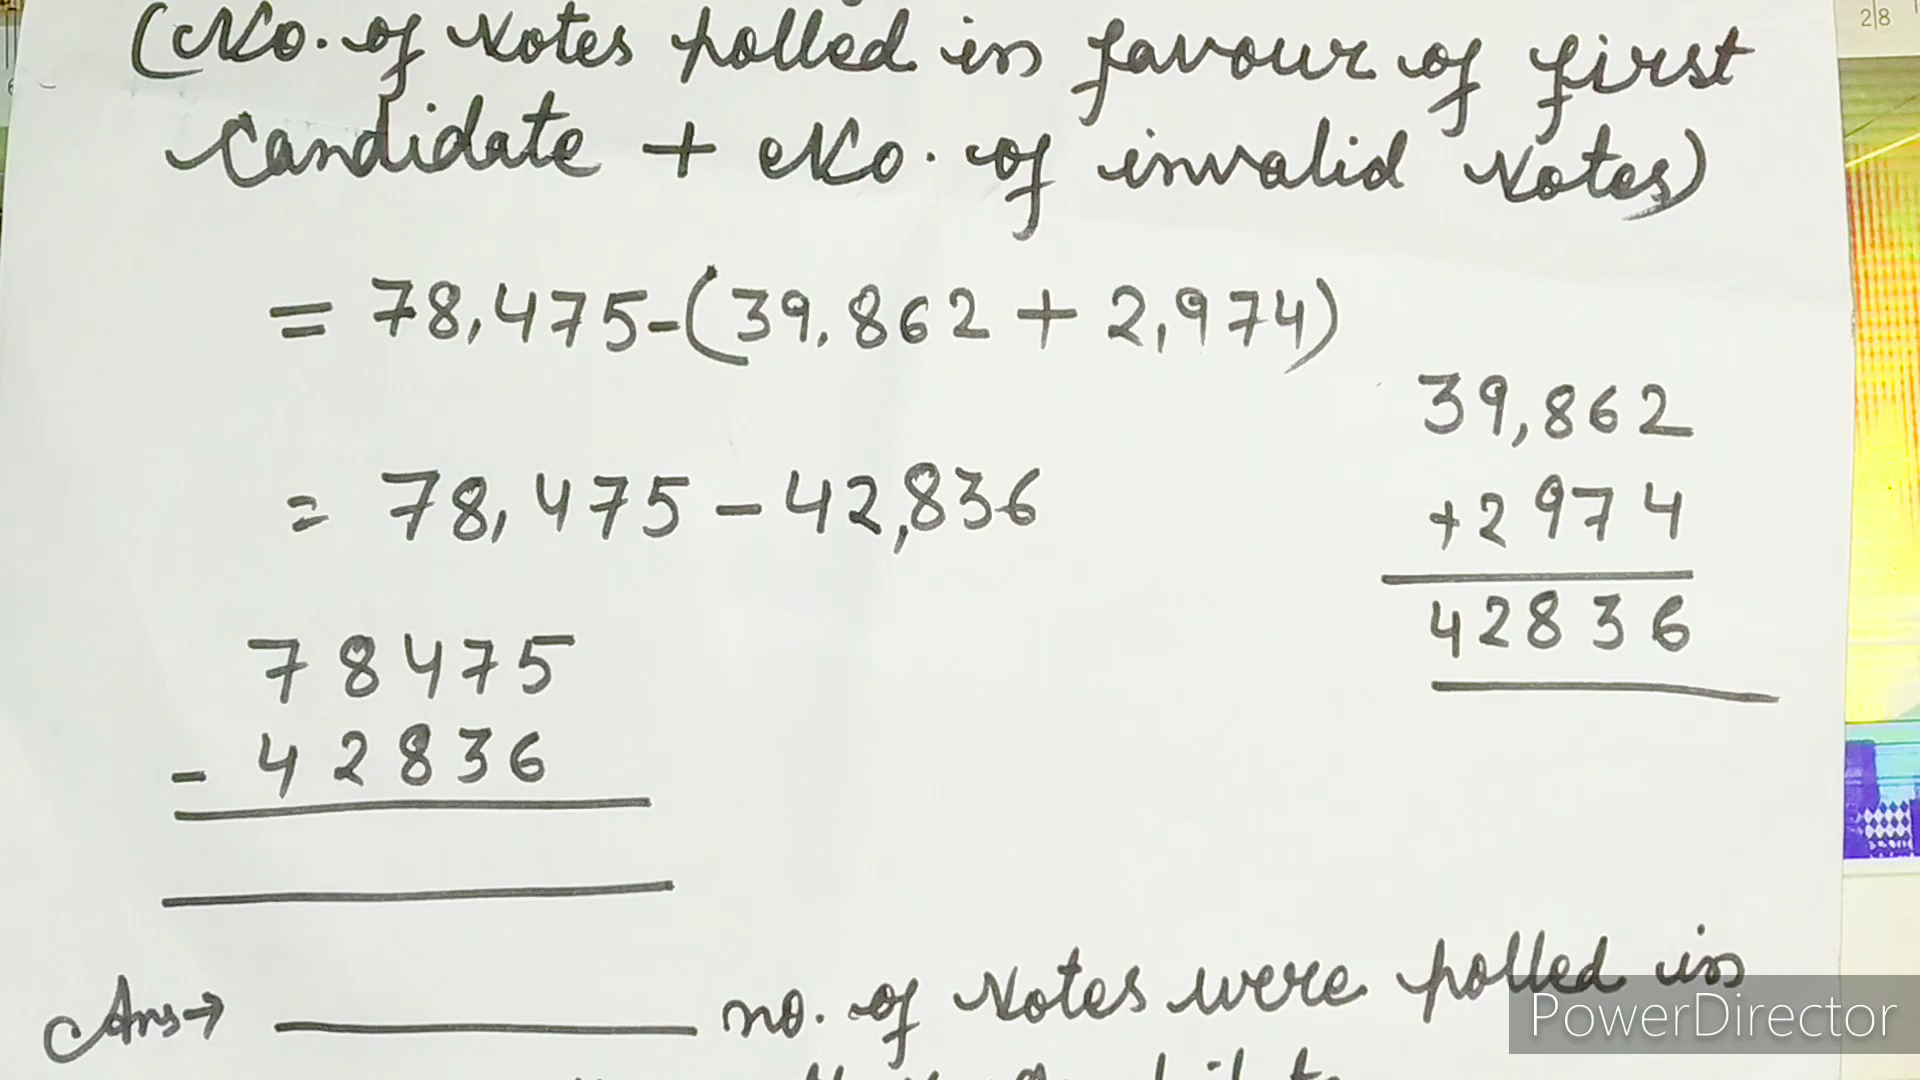 (No. of Votes polled in favour of first
Candidate + No. of invalid Votes)
= 78,475-(39,862 + 2,974)
39,862
+2974
42836
= 78,475 - 42,836
78475
- 42836
Ans→ ________ no. of Votes were polled in
PowerDirector
2|8